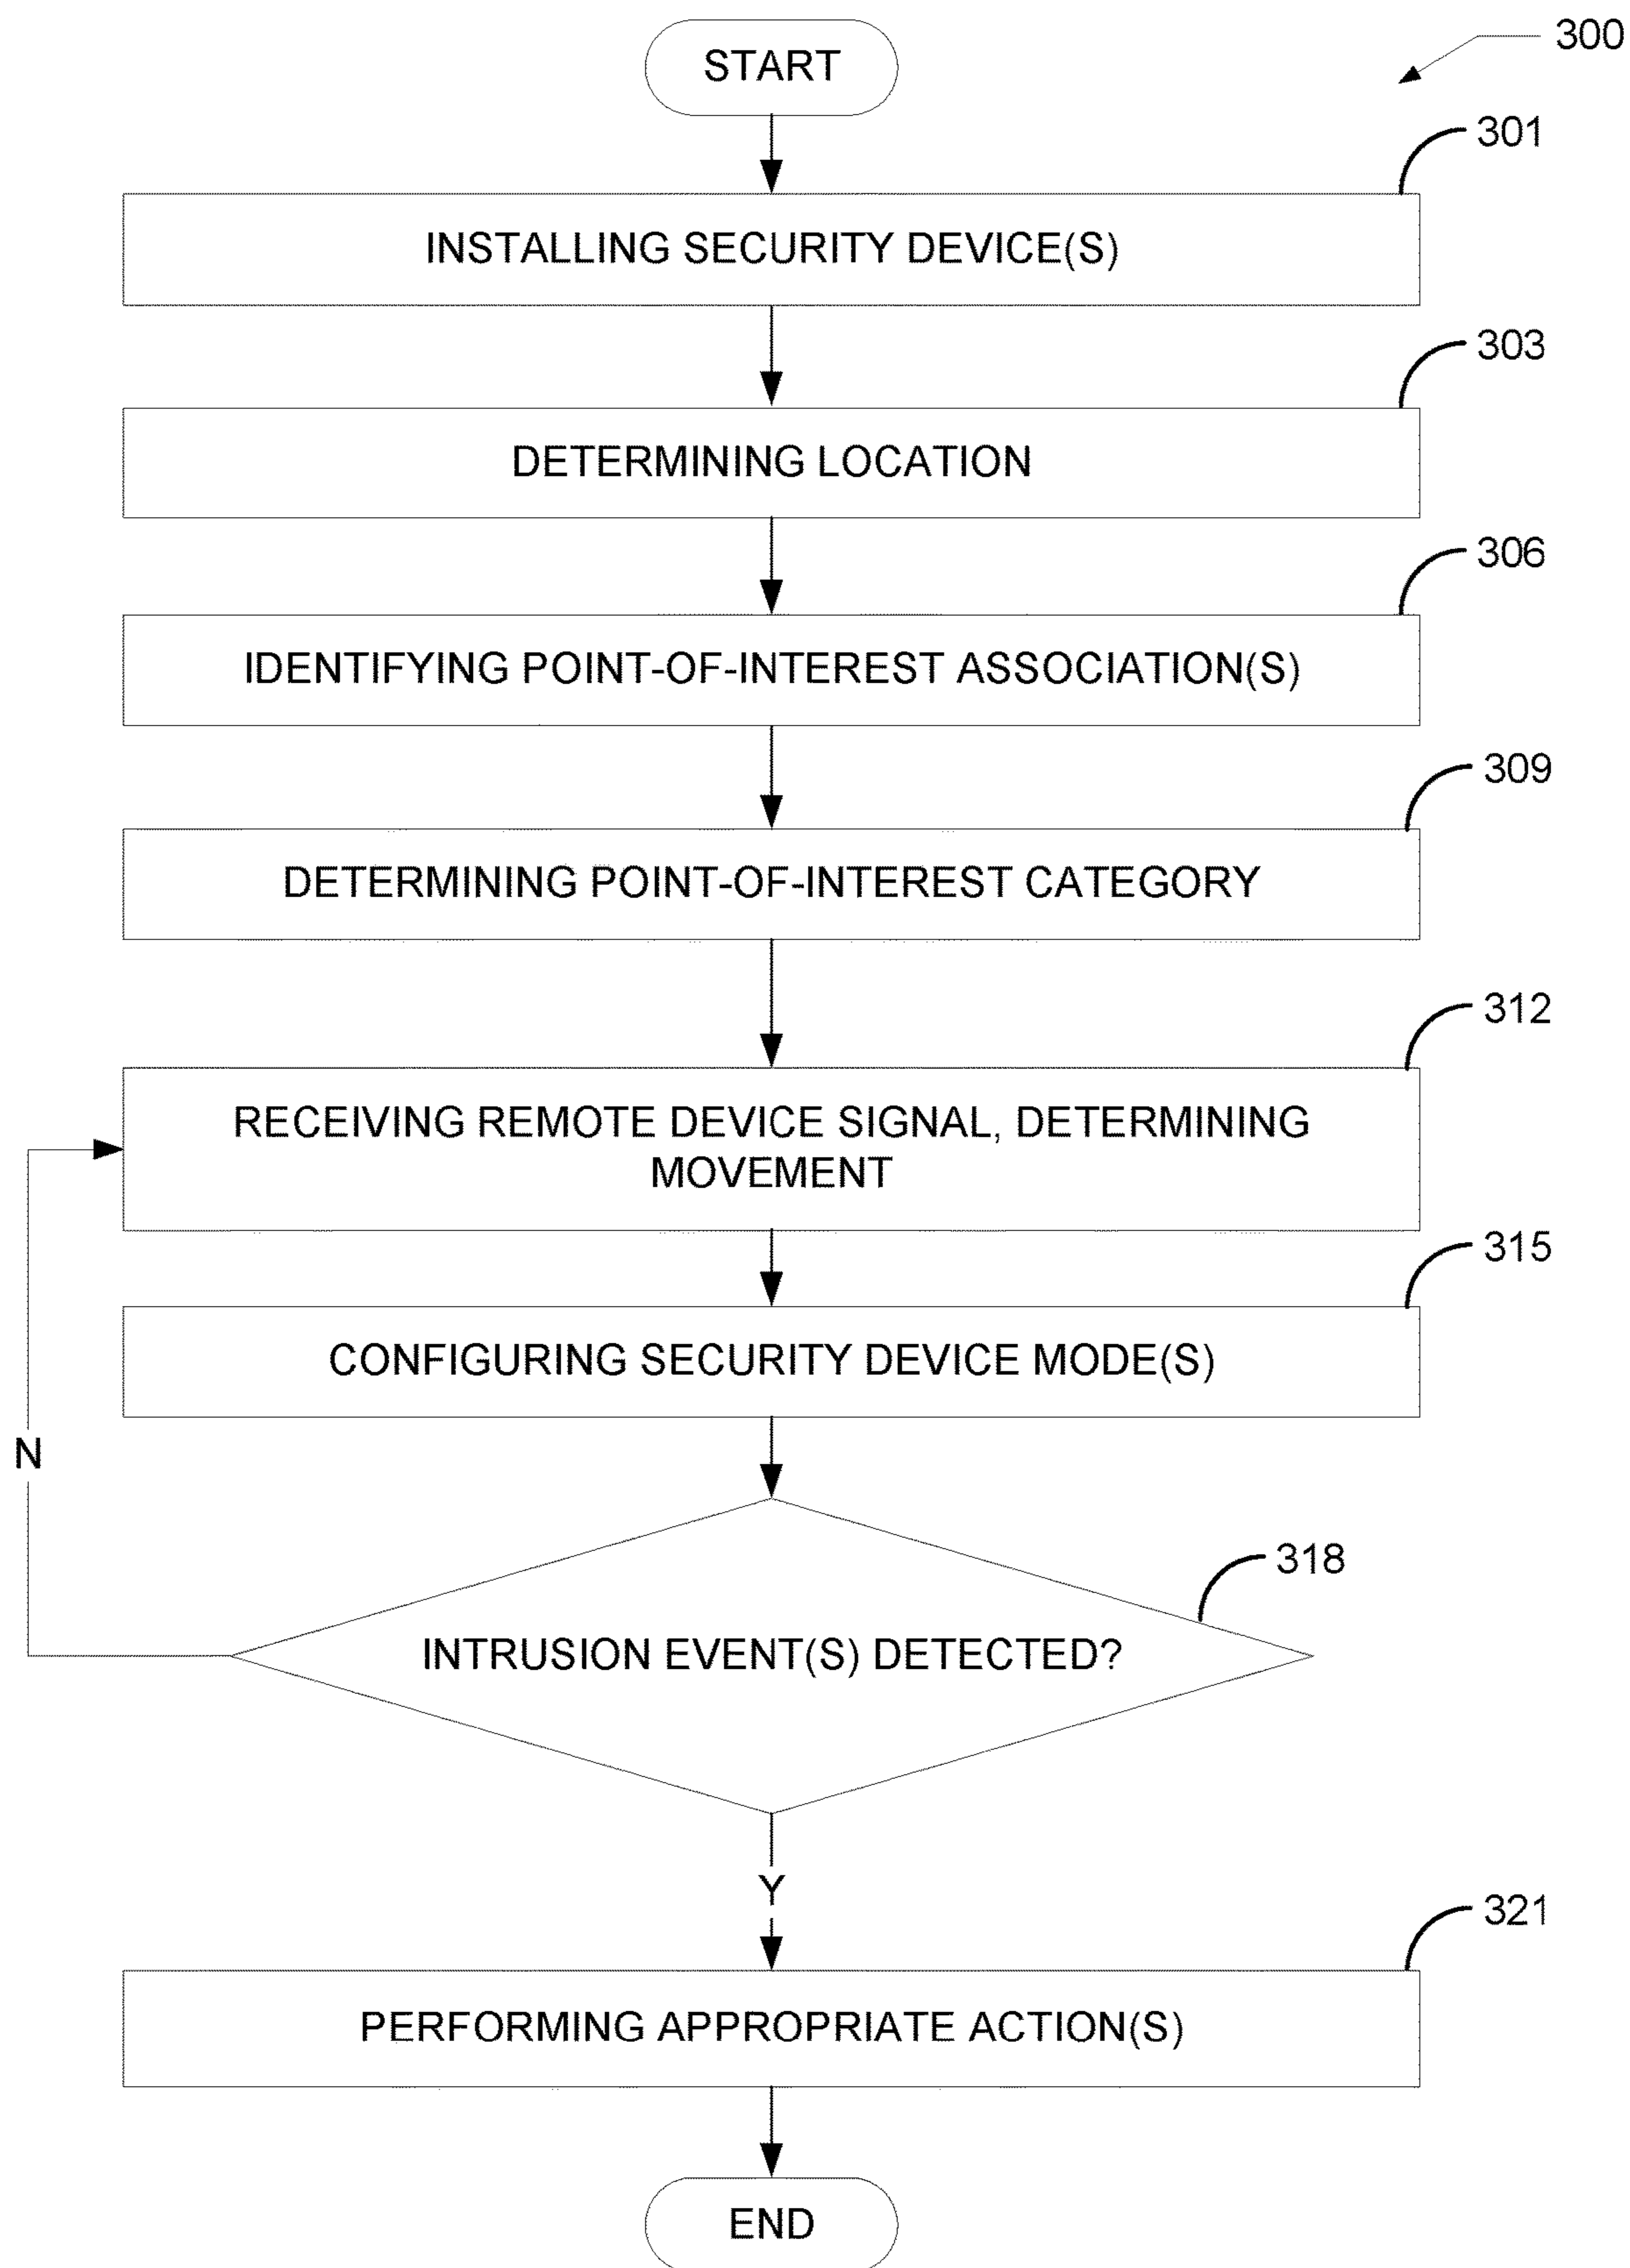 START
300
301
INSTALLING SECURITY DEVICE(S)
303
DETERMINING LOCATION
306
IDENTIFYING POINT-OF-INTEREST ASSOCIATION(S)
309
DETERMINING POINT-OF-INTEREST CATEGORY
312
RECEIVING REMOTE DEVICE SIGNAL, DETERMINING
MOVEMENT
315
CONFIGURING SECURITY DEVICE MODE(S)
N
318
INTRUSION EVENT(S) DETECTED?
Y
321
PERFORMING APPROPRIATE ACTION(S)
END